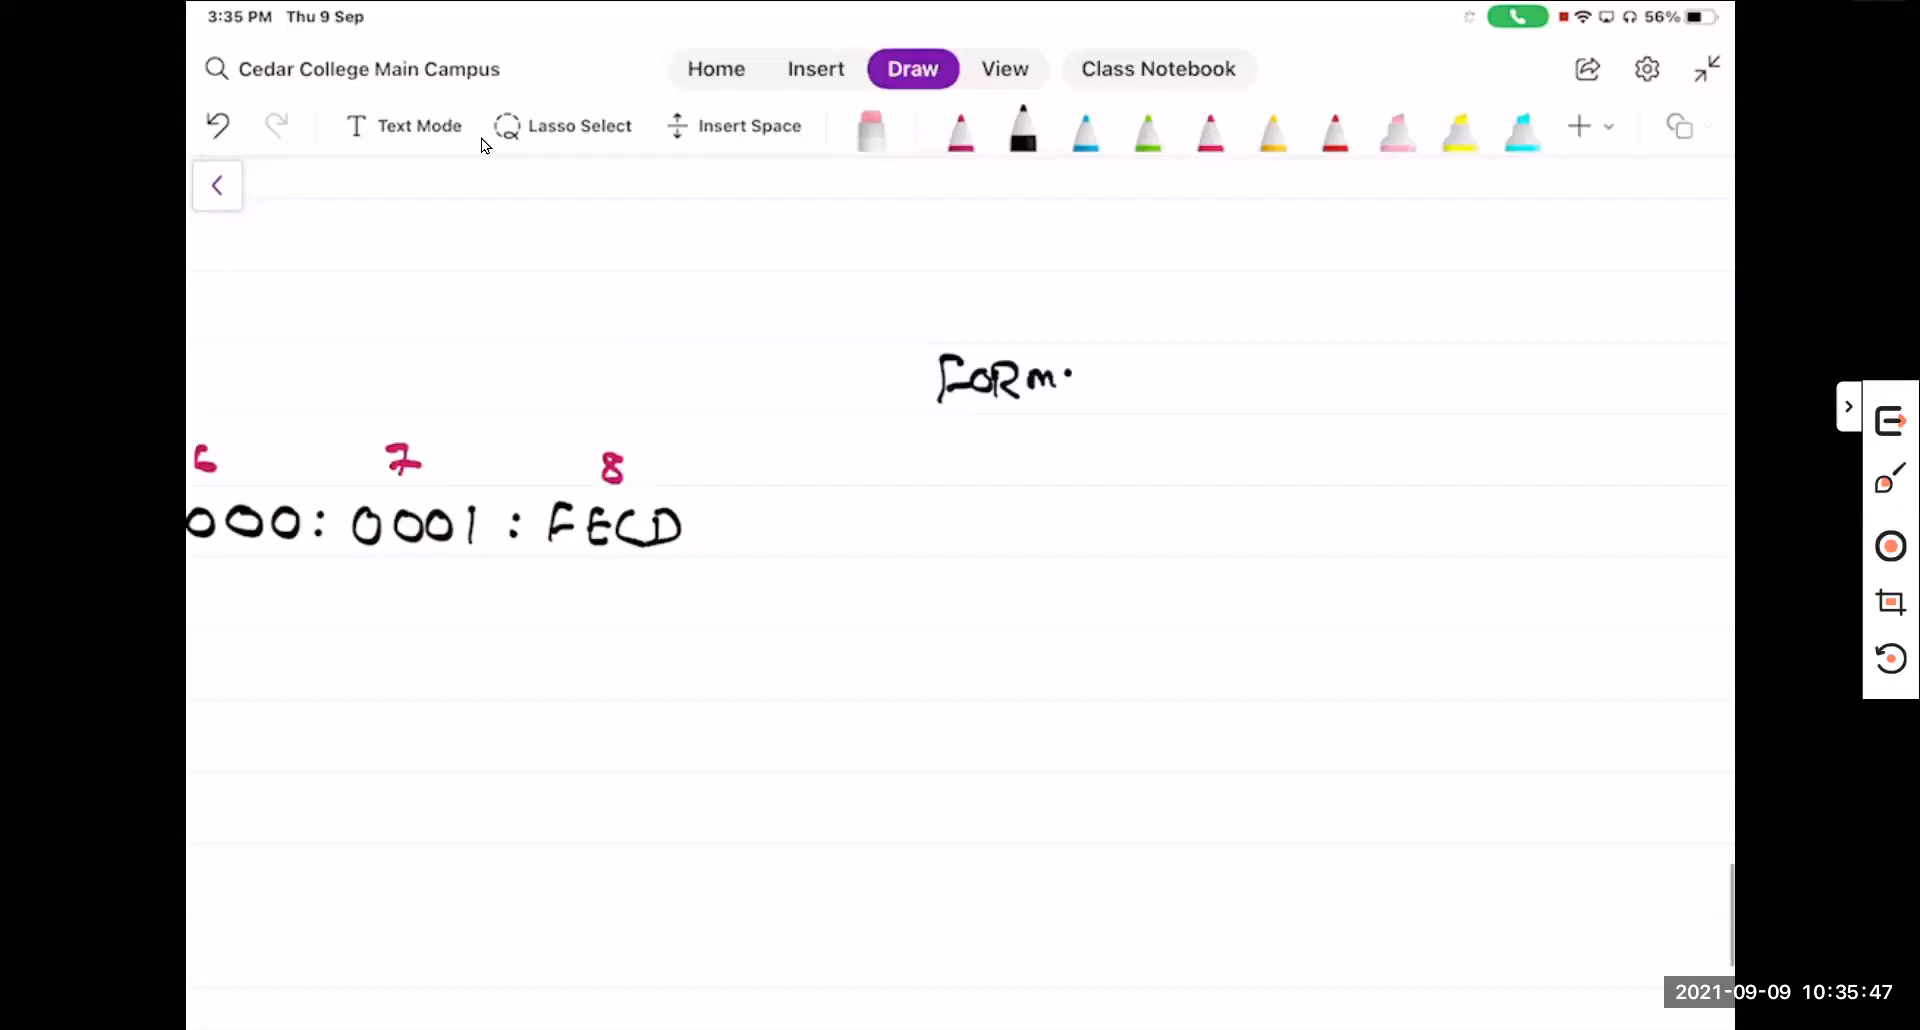 3:35 PM Thu 9 Sep 56%
Cedar College Main Campus Home Insert Draw View Class Notebook
Text Mode Lasso Select Insert Space
FORM.
6 7 8
000: 0001 : FECD
2021-09-09 10:35:47